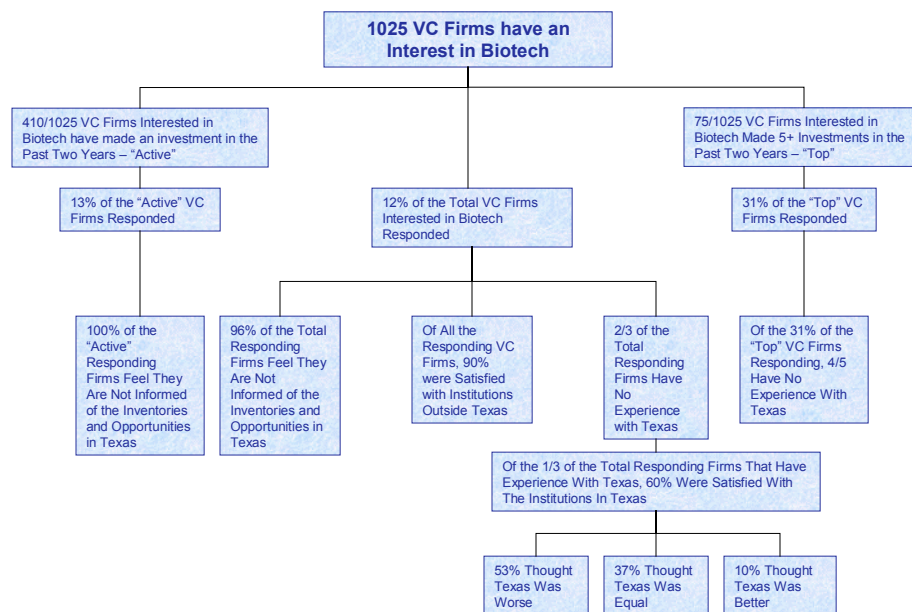 1025 VC Firms have an
Interest in Biotech
410/1025 VC Firms Interested in
Biotech have made an investment in the
Past Two Years – “Active”
75/1025 VC Firms Interested in
Biotech Made 5+ Investments in the
Past Two Years – “Top”
13% of the “Active” VC
Firms Responded
12% of the Total VC Firms
Interested in Biotech
Responded
31% of the “Top” VC
Firms Responded
100% of the
“Active”
Responding
Firms Feel They
Are Not Informed
of the Inventories
and Opportunities
in Texas
96% of the Total
Responding
Firms Feel They
Are Not
Informed of the
Inventories and
Opportunities in
Texas
Of All the
Responding VC
Firms, 90%
were Satisfied
with Institutions
Outside Texas
2/3 of the
Total
Responding
Firms Have
No
Experience
with Texas
Of the 31% of the
“Top” VC Firms
Responding, 4/5
Have No
Experience With
Texas
Of the 1/3 of the Total Responding Firms That Have
Experience With Texas, 60% Were Satisfied With
The Institutions In Texas
53% Thought
Texas Was
Worse
37% Thought
Texas Was
Equal
10% Thought
Texas Was
Better